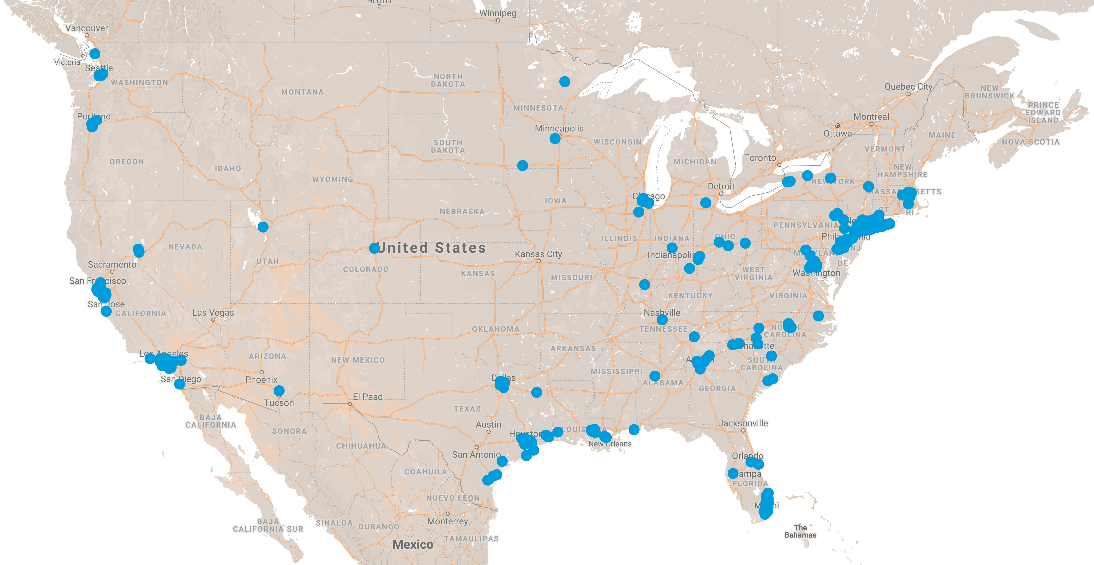 Winnipeg
Vancouver
Victoria
Seattle
WASHINGTON
NORTH
DAKOTA
MONTANA
MINNESOTA
Quebec City
NEW
BRUNSWICK
PRINCE
EDWARD
ISLAND
Montreal
Ottawa
MAINE
NOVA SCOTIA
Portland
Minneapolis
WISCONSIN
SOUTH
DAKOTA
MICHIGAN
Toronto
VERMONT
NEW
HAMPSHIRE
OREGON
IDAHO
WYOMING
Detroit
Chicago
IOWA
NEBRASKA
PENNSYLVANIA
ILLINOIS
INDIANA
OHIO
RI
NJ
NEVADA
United States
UTAH
COLORADO
Kansas City
Indianapolis
Sacramento
KANSAS
MISSOURI
WEST
VIRGINIA
Washington
DE
San Francisco
San Jose
CALIFORNIA
Las Vegas
KENTUCKY
VIRGINIA
Nashville
TENNESSEE
OKLAHOMA
NORTH
CAROLINA
Los Angeles
ARIZONA
NEW MEXICO
ARKANSAS
SOUTH
CAROLINA
San Diego
Phoenix
MISSISSIPPI
ALABAMA
GEORGIA
Dallas
Tucson
El Paso
TEXAS
BAJA
CALIFORNIA
SONORA
Austin
Houston
Jacksonville
CHIHUAHUA
San Antonio
New Orleans
Orlando
COAHUILA
Tampa
FLORIDA
NUEVO LEON
Miami
BAJA
CALIFORNIA SUR
SINALOA
DURANGO
Monterrey
The
Bahamas
Mexico
TAMAULIPAS